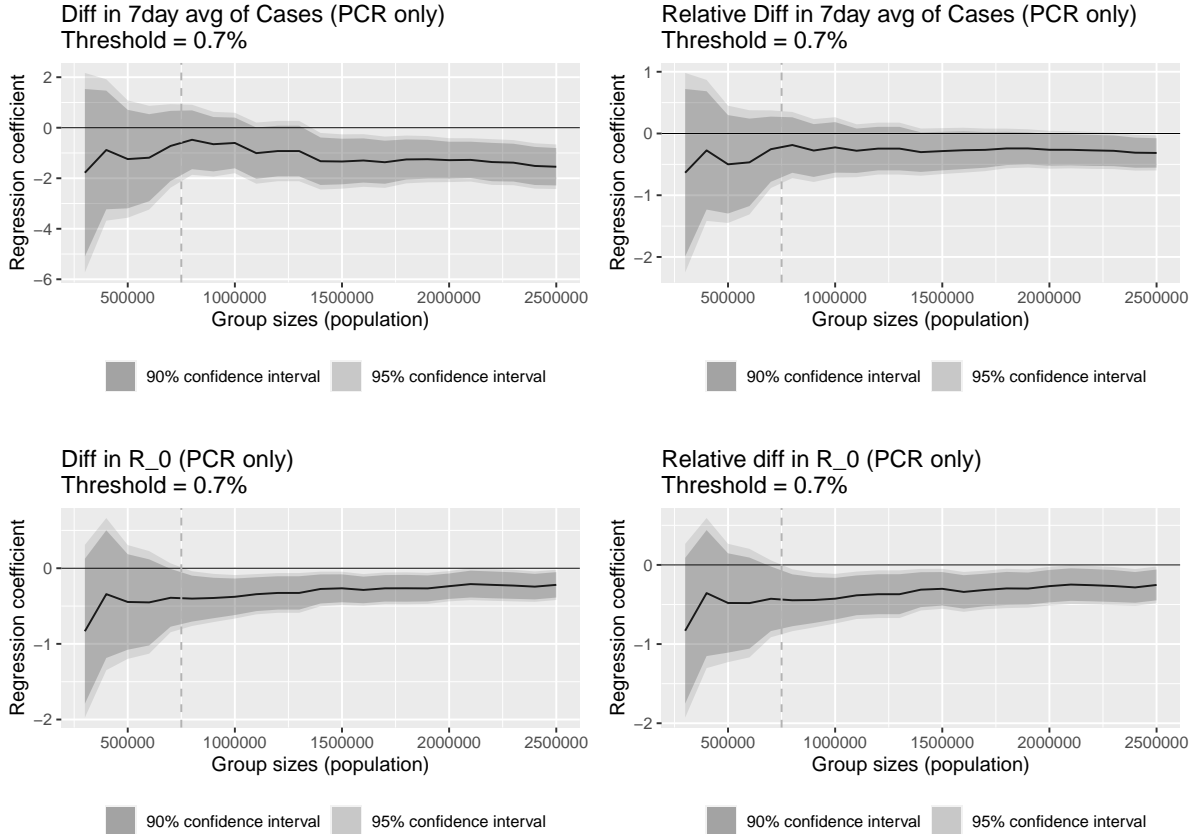 Diff in 7day avg of Cases (PCR only)
Threshold = 0.7%
Regression coefficient
2
0
−2
−4
−6
500000 1000000 1500000 2000000 2500000
Group sizes (population)
90% confidence interval 95% confidence interval
Relative Diff in 7day avg of Cases (PCR only)
Threshold = 0.7%
Regression coefficient
1
0
−1
−2
500000 1000000 1500000 2000000 2500000
Group sizes (population)
90% confidence interval 95% confidence interval
Diff in R_0 (PCR only)
Threshold = 0.7%
Regression coefficient
0
−1
−2
500000 1000000 1500000 2000000 2500000
Group sizes (population)
90% confidence interval 95% confidence interval
Relative diff in R_0 (PCR only)
Threshold = 0.7%
Regression coefficient
0
−1
−2
500000 1000000 1500000 2000000 2500000
Group sizes (population)
90% confidence interval 95% confidence interval